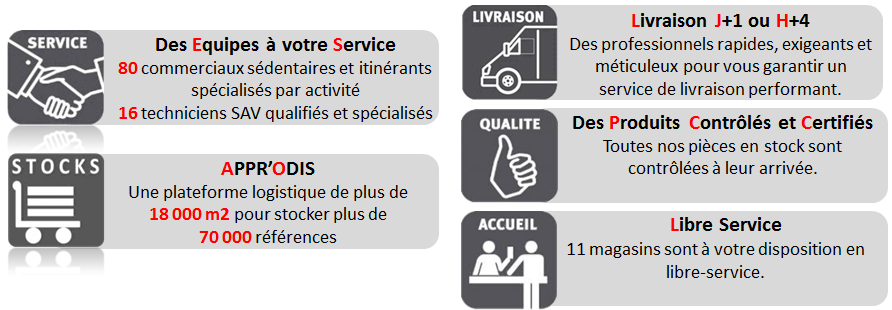 SERVICE
Des Equipes à votre Service
80 commerciaux sédentaires et itinérants
spécialisés par activité
16 techniciens SAV qualifiés et spécialisés
STOCKS
APPR'ODIS
Une plateforme logistique de plus de
18 000 m2 pour stocker plus de
70 000 références
LIVRAISON
Livraison J+1 ou H+4
Des professionnels rapides, exigeants et
méticuleux pour vous garantir un
service de livraison performant.
QUALITE
Des Produits Contrôlés et Certifiés
Toutes nos pièces en stock sont
contrôlées à leur arrivée.
ACCUEIL
Libre Service
11 magasins sont à votre disposition en
libre-service.